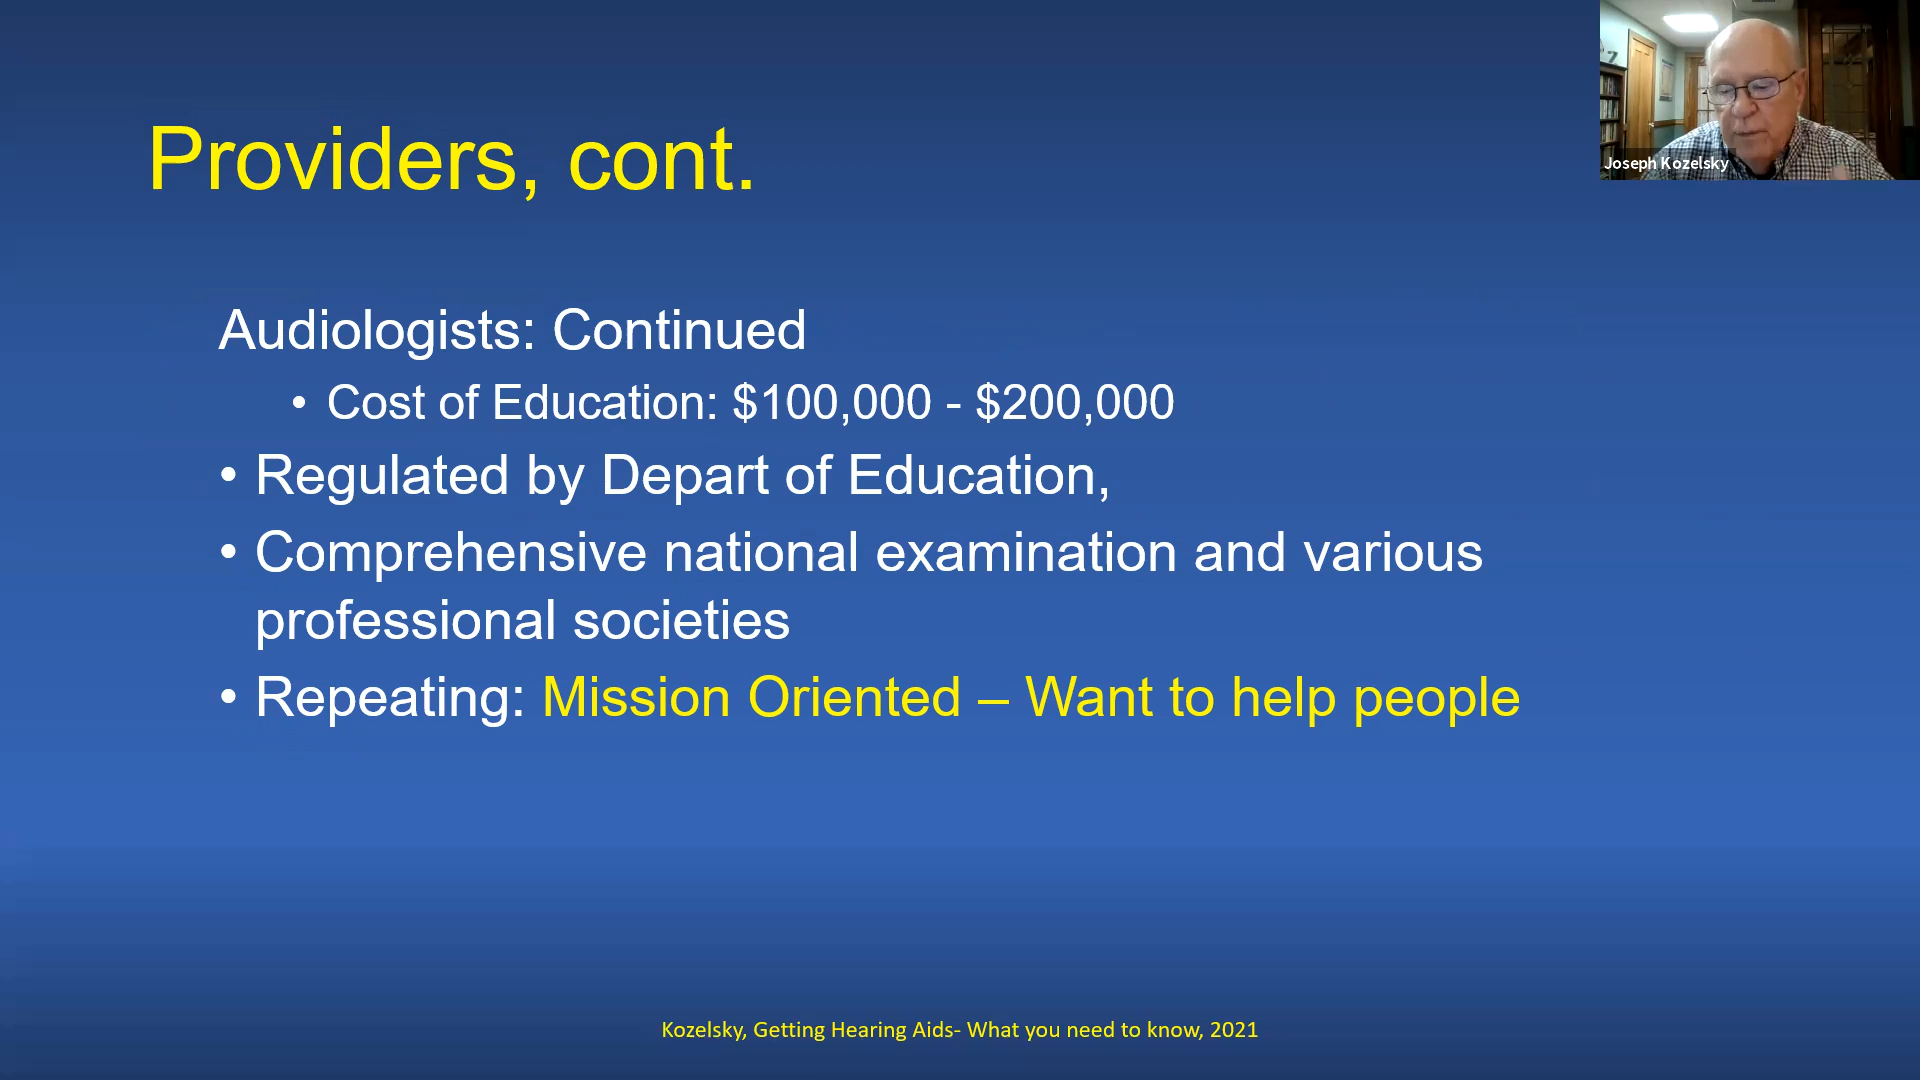 Providers, cont.
Joseph Kozelsky
Audiologists: Continued
• Cost of Education: $100,000 - $200,000
• Regulated by Depart of Education,
• Comprehensive national examination and various
professional societies
• Repeating: Mission Oriented – Want to help people
Kozelsky, Getting Hearing Aids- What you need to know, 2021